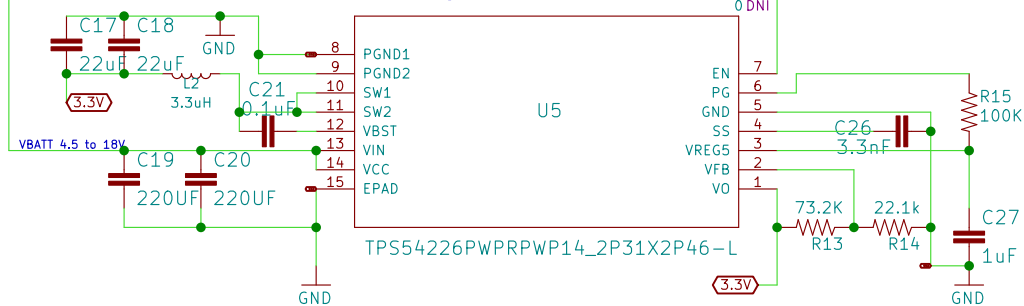 0 DNI
C17
C18
22uF
22uF
GND
L2
3.3uH
3.3V
C21
0.1uF
VBATT 4.5 to 18V
C19
C20
220UF
220UF
GND
8
PGND1
9
PGND2
10
SW1
11
SW2
12
VBST
13
VIN
14
VCC
15
EPAD
U5
EN
7
PG
6
GND
5
SS
4
VREG5
3
VFB
2
VO
1
TPS54226PWPRPWP14_2P31X2P46-L
R15
100K
C26
3.3nF
73.2K
R13
22.1k
R14
C27
1uF
3.3V
GND